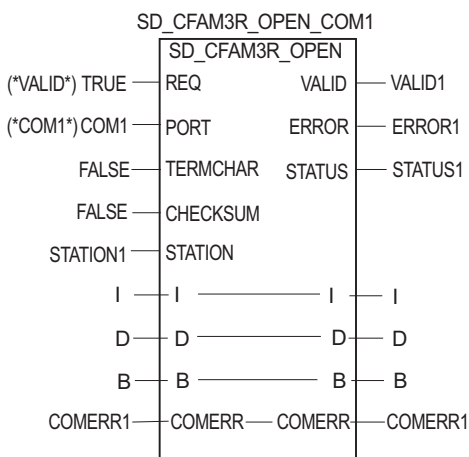 SD_CFAM3R_OPEN_COM1
SD_CFAM3R_OPEN
(*VALID*) TRUE REQ VALID VALID1
(*COM1*) COM1 PORT ERROR ERROR1
FALSE TERMCHAR STATUS STATUS1
FALSE CHECKSUM
STATION1 STATION
I I I I
D D D D
B B B B
COMERR1 COMERR COMERR COMERR1